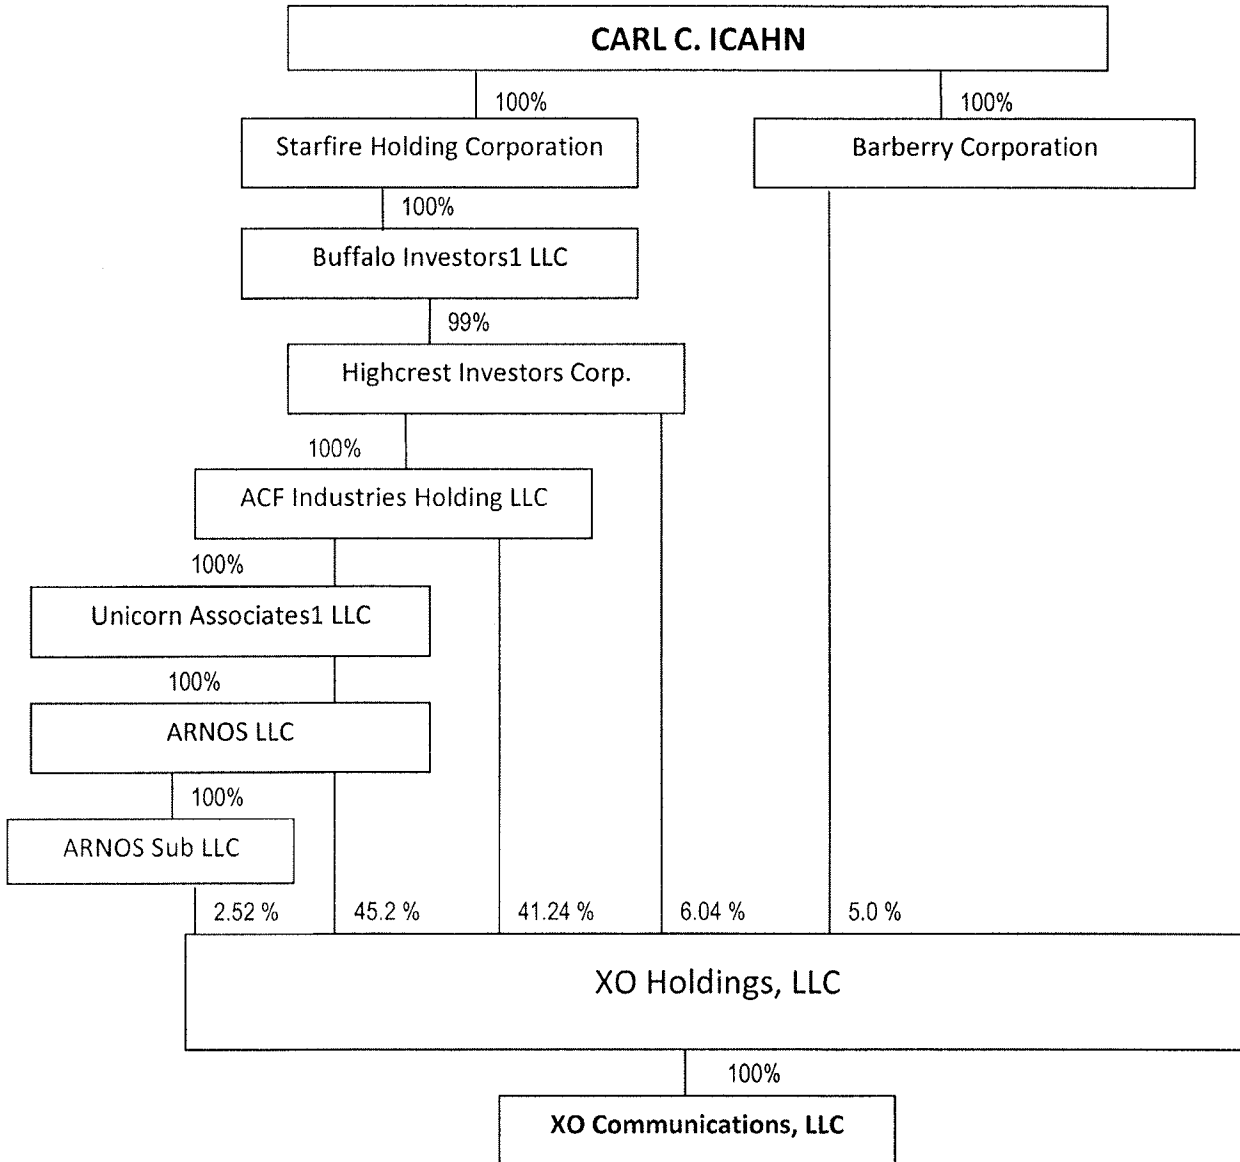 CARL C. ICAHN
100%
100%
Starfire Holding Corporation
Barberry Corporation
100%
Buffalo Investors1 LLC
99%
Highcrest Investors Corp.
100%
ACF Industries Holding LLC
100%
Unicorn Associates1 LLC
100%
ARNOS LLC
100%
ARNOS Sub LLC
2.52 %
45.2 %
41.24 %
6.04 %
5.0 %
XO Holdings, LLC
100%
XO Communications, LLC